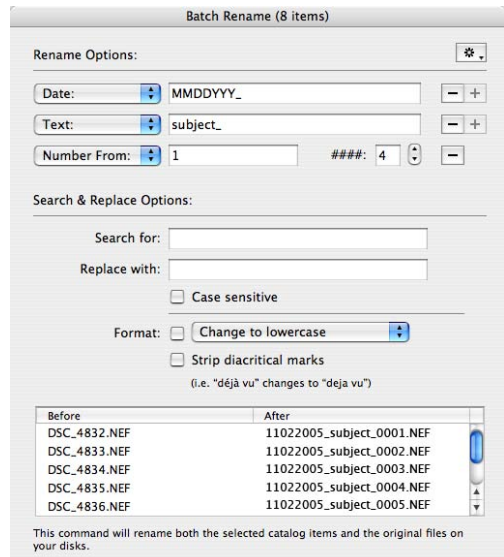 Batch Rename (8 items)
Rename Options:
Date: MMDDYYY_
Text: subject_
Number From: 1 ####: 4
Search & Replace Options:
Search for:
Replace with:
Case sensitive
Format: Change to lowercase
Strip diacritical marks
(i.e. “déjà vu” changes to “deja vu”)
Before After
DSC_4832.NEF 11022005_subject_0001.NEF
DSC_4833.NEF 11022005_subject_0002.NEF
DSC_4834.NEF 11022005_subject_0003.NEF
DSC_4835.NEF 11022005_subject_0004.NEF
DSC_4836.NEF 11022005_subject_0005.NEF
This command will rename both the selected catalog items and the original files on
your disks.